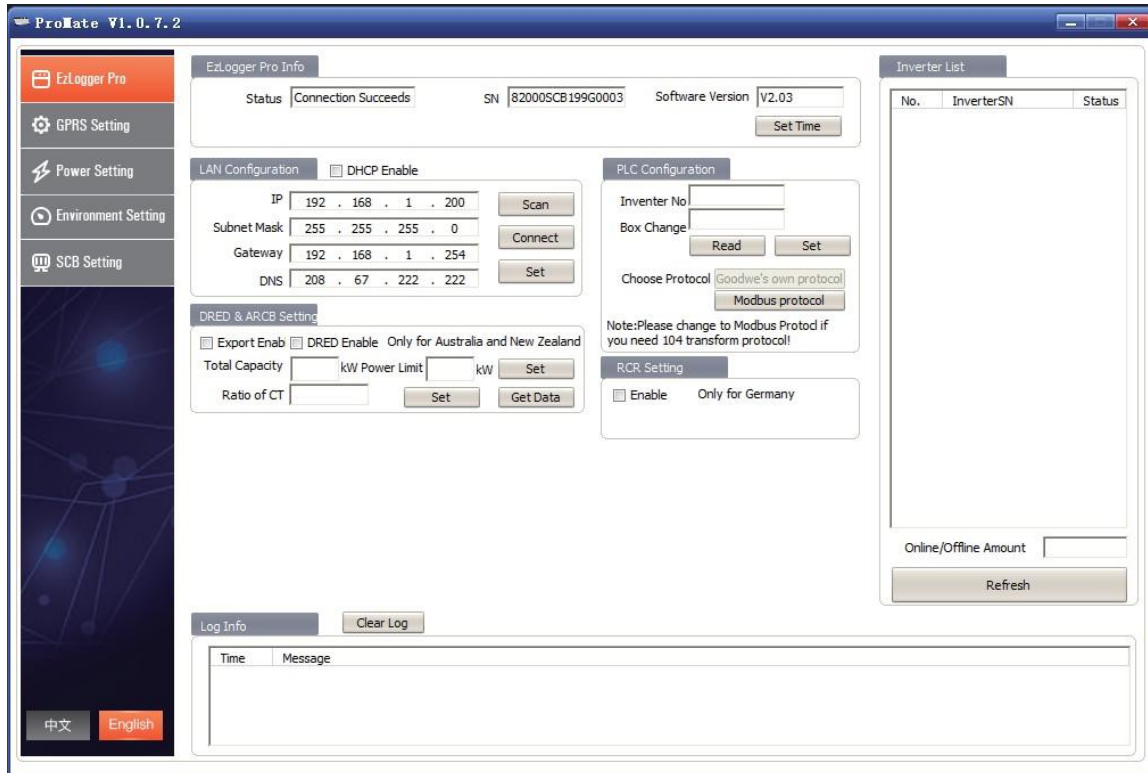 ProMate V1.0.7.2
EzLogger Pro
GPRS Setting
Power Setting
Environment Setting
SCB Setting
中文
English
EzLogger Pro Info
Status Connection Succeeds SN 82000SCB199G0003 Software Version V2.03
Set Time
LAN Configuration DHCP Enable
IP 192 . 168 . 1 . 200 Scan
Subnet Mask 255 . 255 . 255 . 0 Connect
Gateway 192 . 168 . 1 . 254
DNS 208 . 67 . 222 . 222 Set
DRED & ARCB Setting
Export Enab DRED Enable Only for Australia and New Zealand
Total Capacity kW Power Limit kW Set
Ratio of CT Set Get Data
PLC Configuration
Inventer No
Box Change
Read Set
Choose Protocol Goodwe's own protocol
Modbus protocol
Note:Please change to Modbus Protocl if
you need 104 transform protocol!
RCR Setting
Enable Only for Germany
Inverter List
No. InverterSN Status
Online/Offline Amount
Refresh
Log Info Clear Log
Time Message